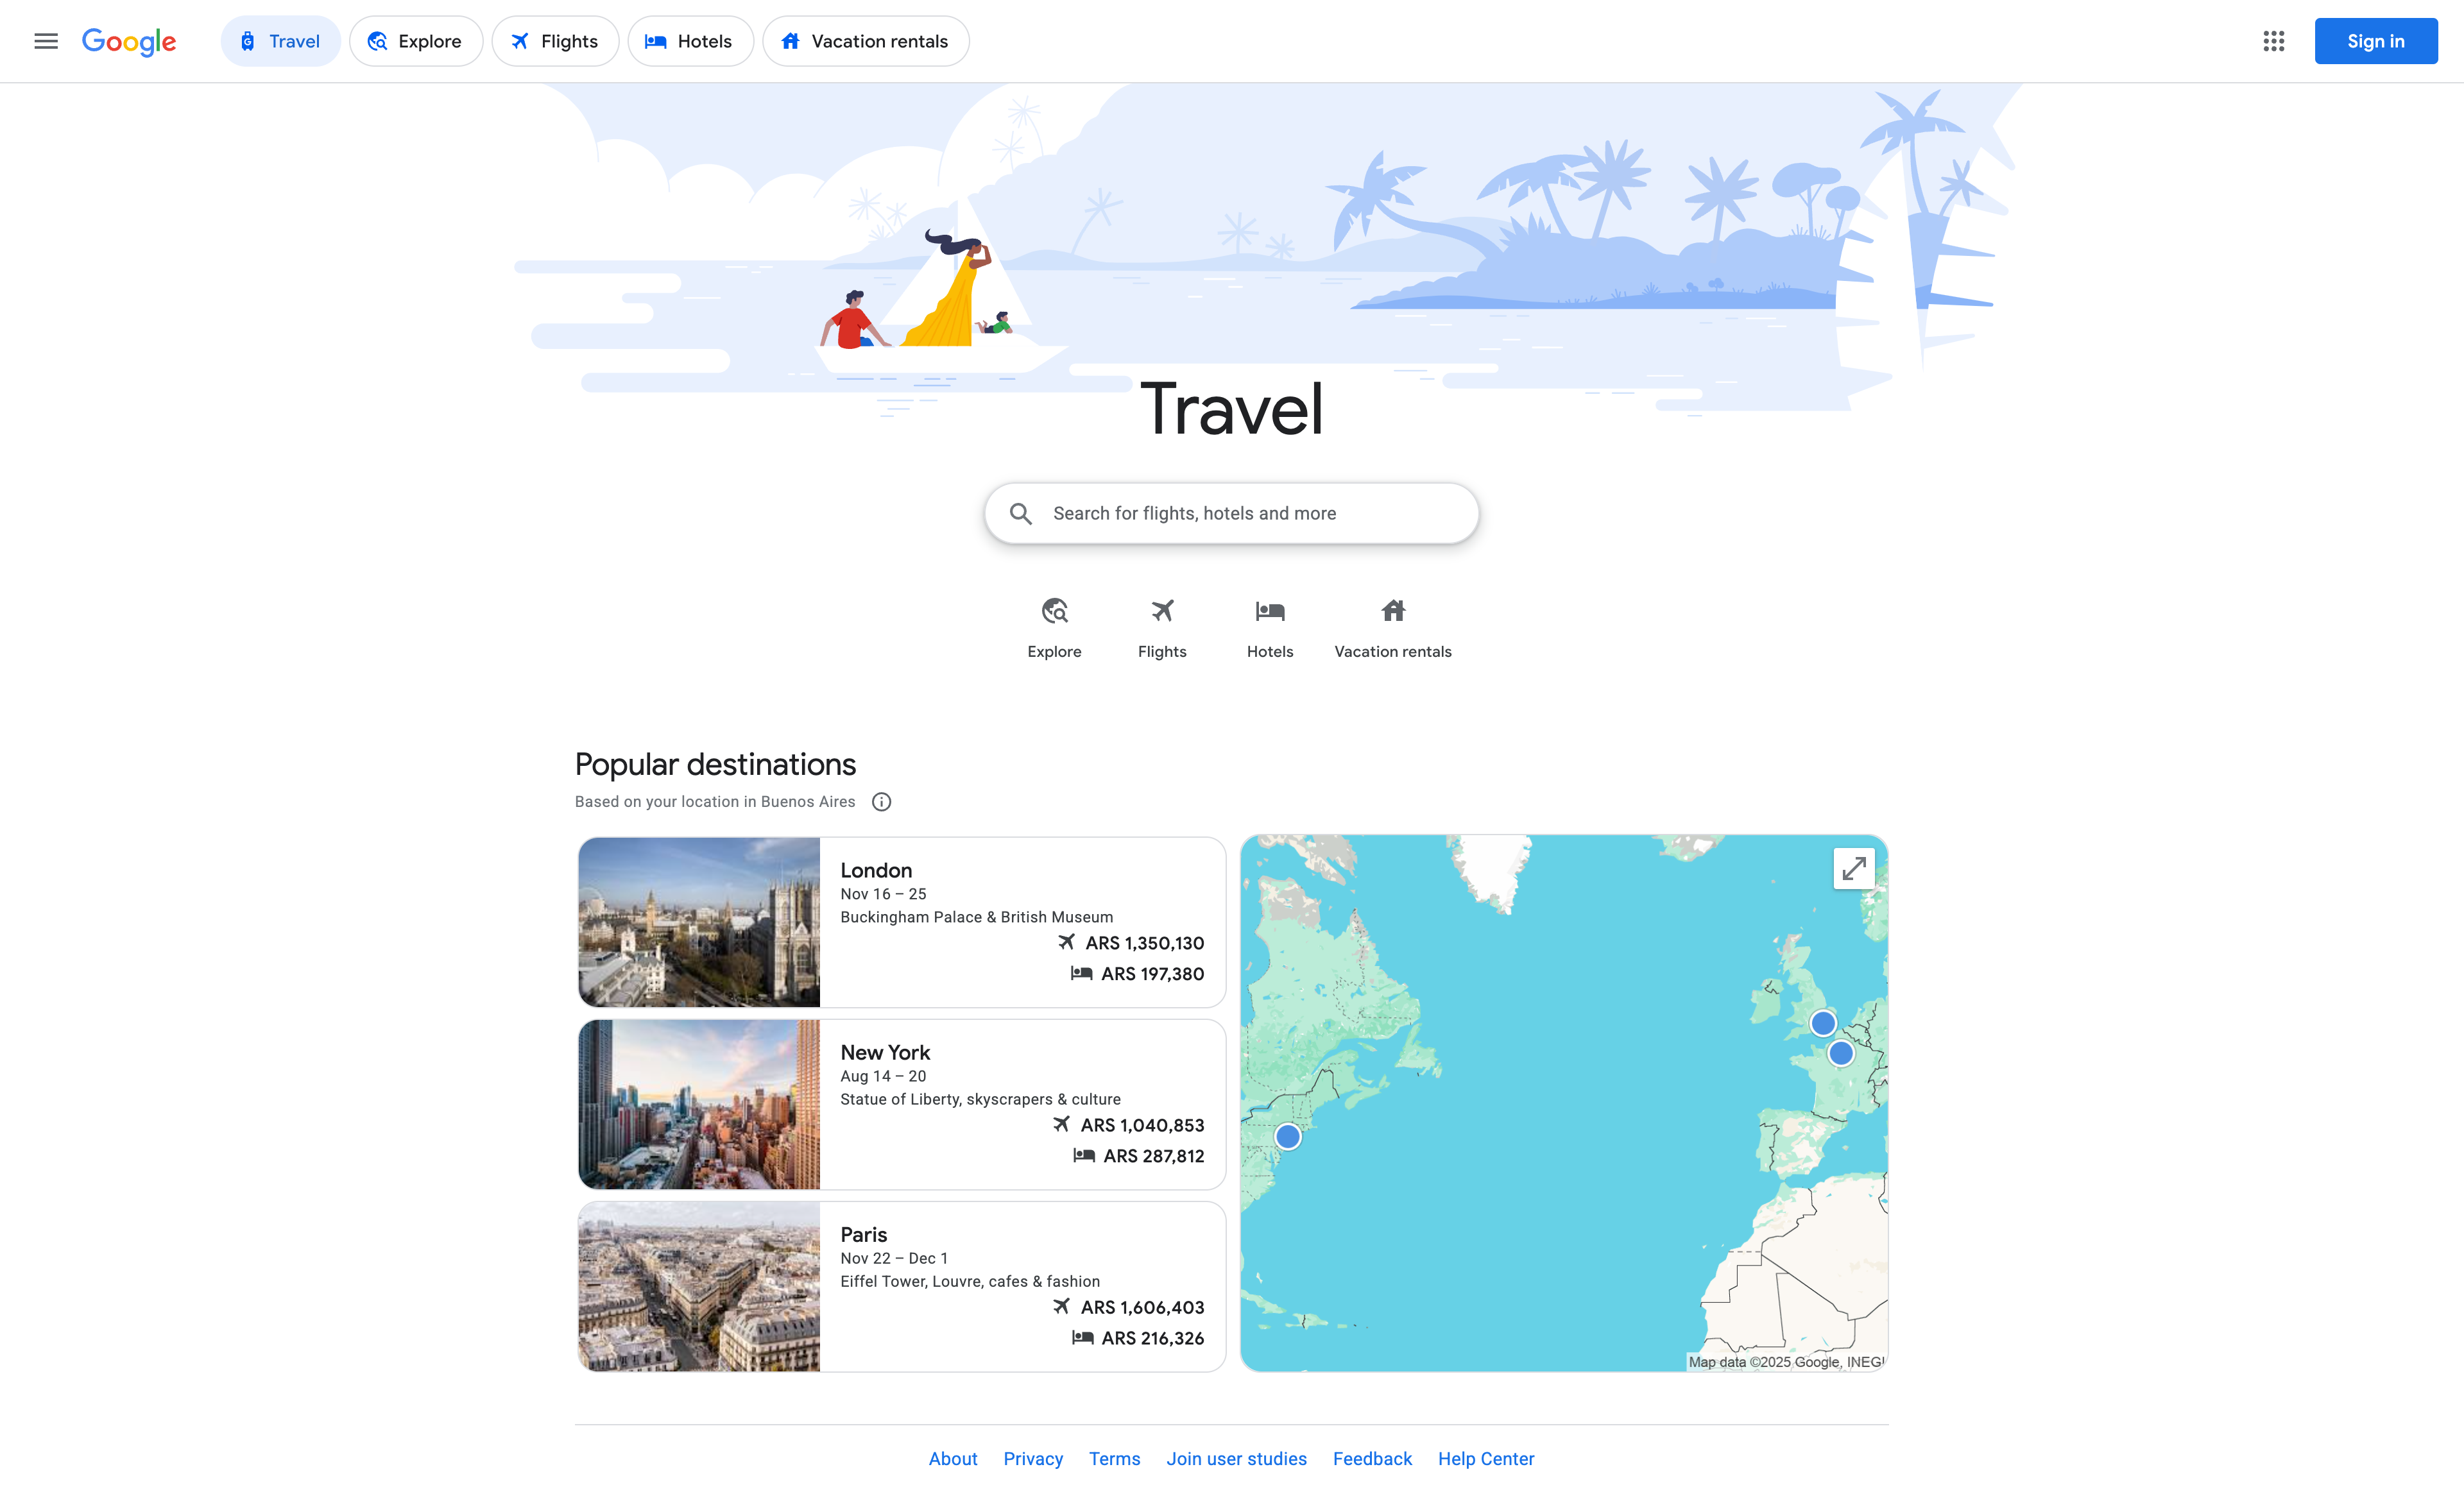 Google
Travel
Explore
Flights
Hotels
Vacation rentals
Sign in
Travel
Search for flights, hotels and more
Explore
Flights
Hotels
Vacation rentals
Popular destinations
Based on your location in Buenos Aires
London
Nov 16 – 25
Buckingham Palace & British Museum
ARS 1,350,130
ARS 197,380
New York
Aug 14 – 20
Statue of Liberty, skyscrapers & culture
ARS 1,040,853
ARS 287,812
Paris
Nov 22 – Dec 1
Eiffel Tower, Louvre, cafes & fashion
ARS 1,606,403
ARS 216,326
Map data ©2025 Google, INEGI
About
Privacy
Terms
Join user studies
Feedback
Help Center